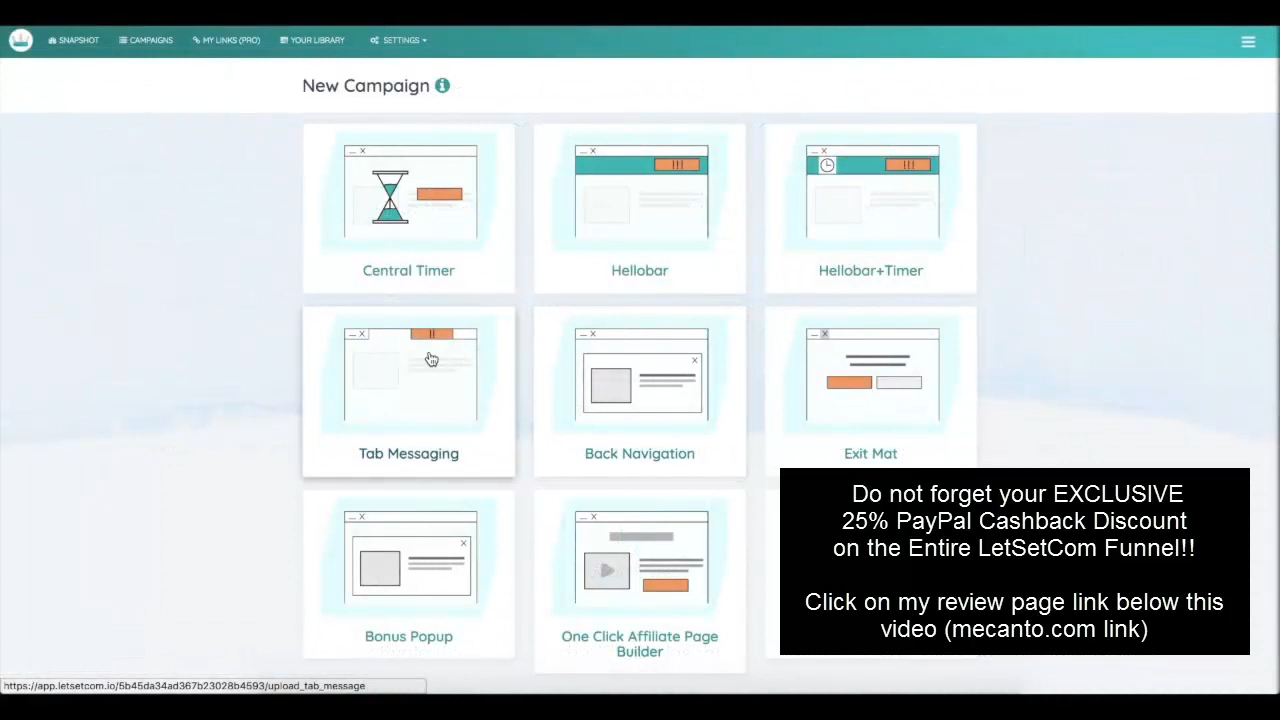 SNAPSHOT CAMPAIGNS MY LINKS (PRO) YOUR LIBRARY SETTINGS
New Campaign
Central Timer
Hellobar
Hellobar+Timer
Tab Messaging
Back Navigation
Exit Mat
Bonus Popup
One Click Affiliate Page
Builder
Do not forget your EXCLUSIVE
25% PayPal Cashback Discount
on the Entire LetSetCom Funnel!!
Click on my review page link below this
video (mecanto.com link)
https://app.letsetcom.io/5b45da34ad367b23028b4593/upload_tab_message